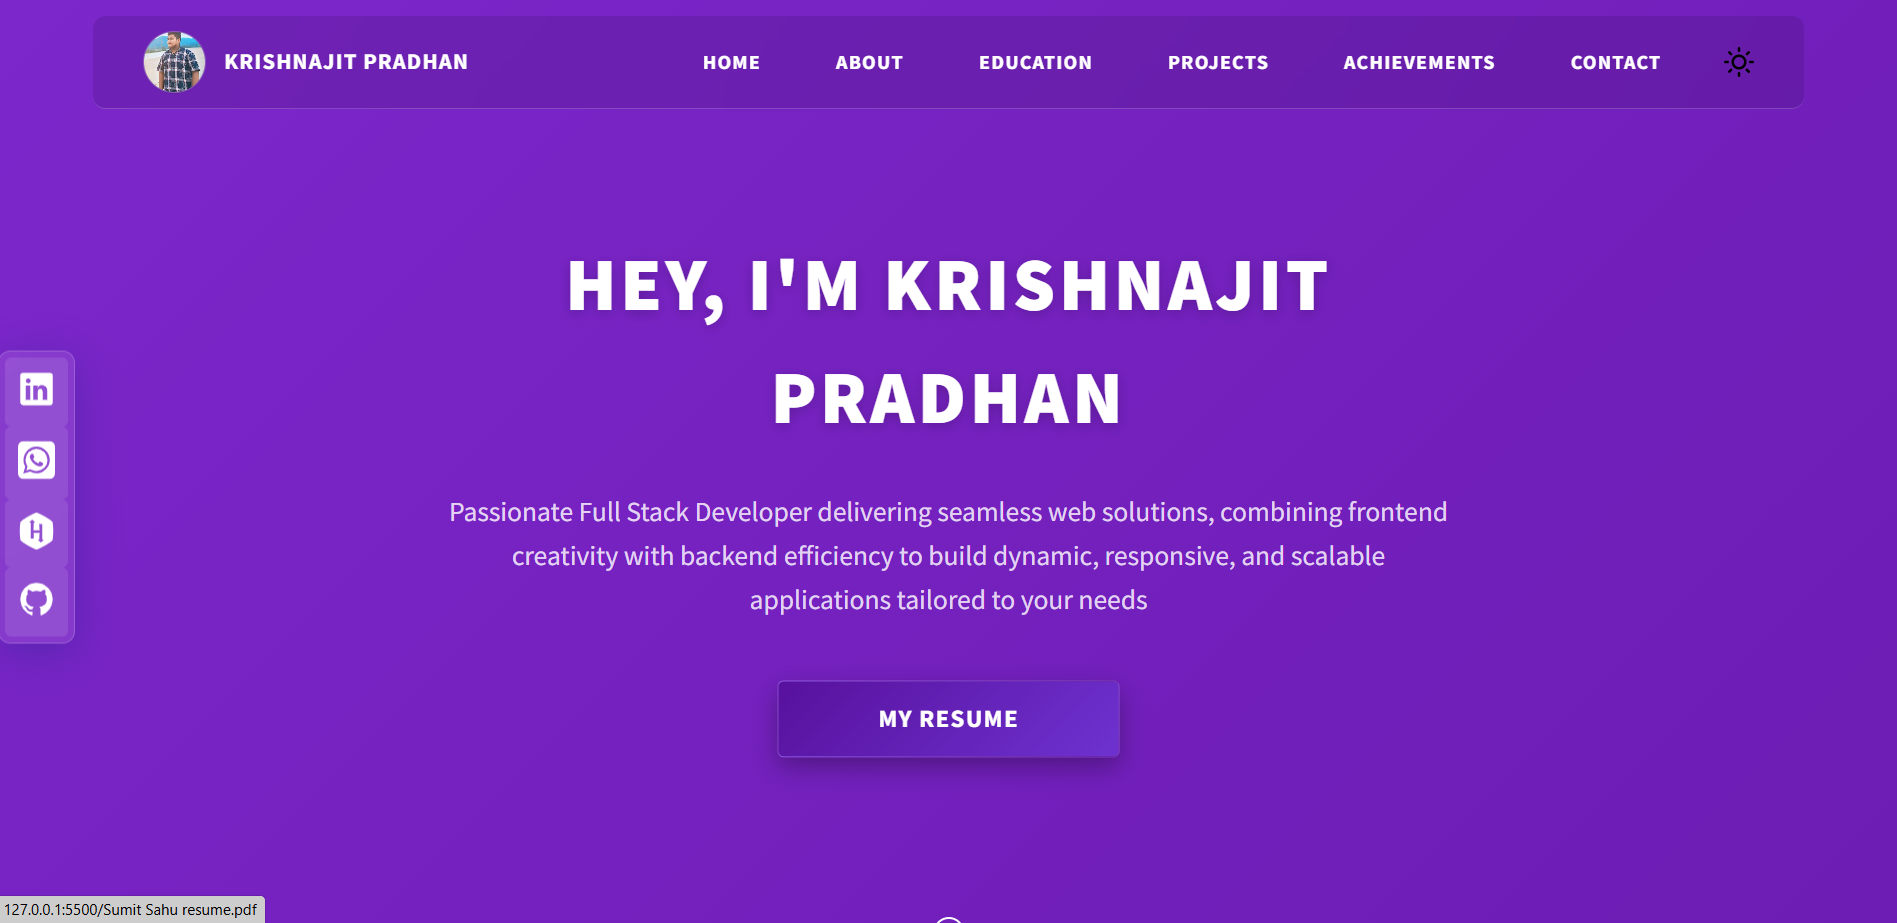 KRISHNAJIT PRADHAN
HOME
ABOUT
EDUCATION
PROJECTS
ACHIEVEMENTS
CONTACT
HEY, I'M KRISHNAJIT
PRADHAN
in
Passionate Full Stack Developer delivering seamless web solutions, combining frontend
creativity with backend efficiency to build dynamic, responsive, and scalable
applications tailored to your needs
MY RESUME
127.0.0.1:5500/Sumit Sahu resume.pdf